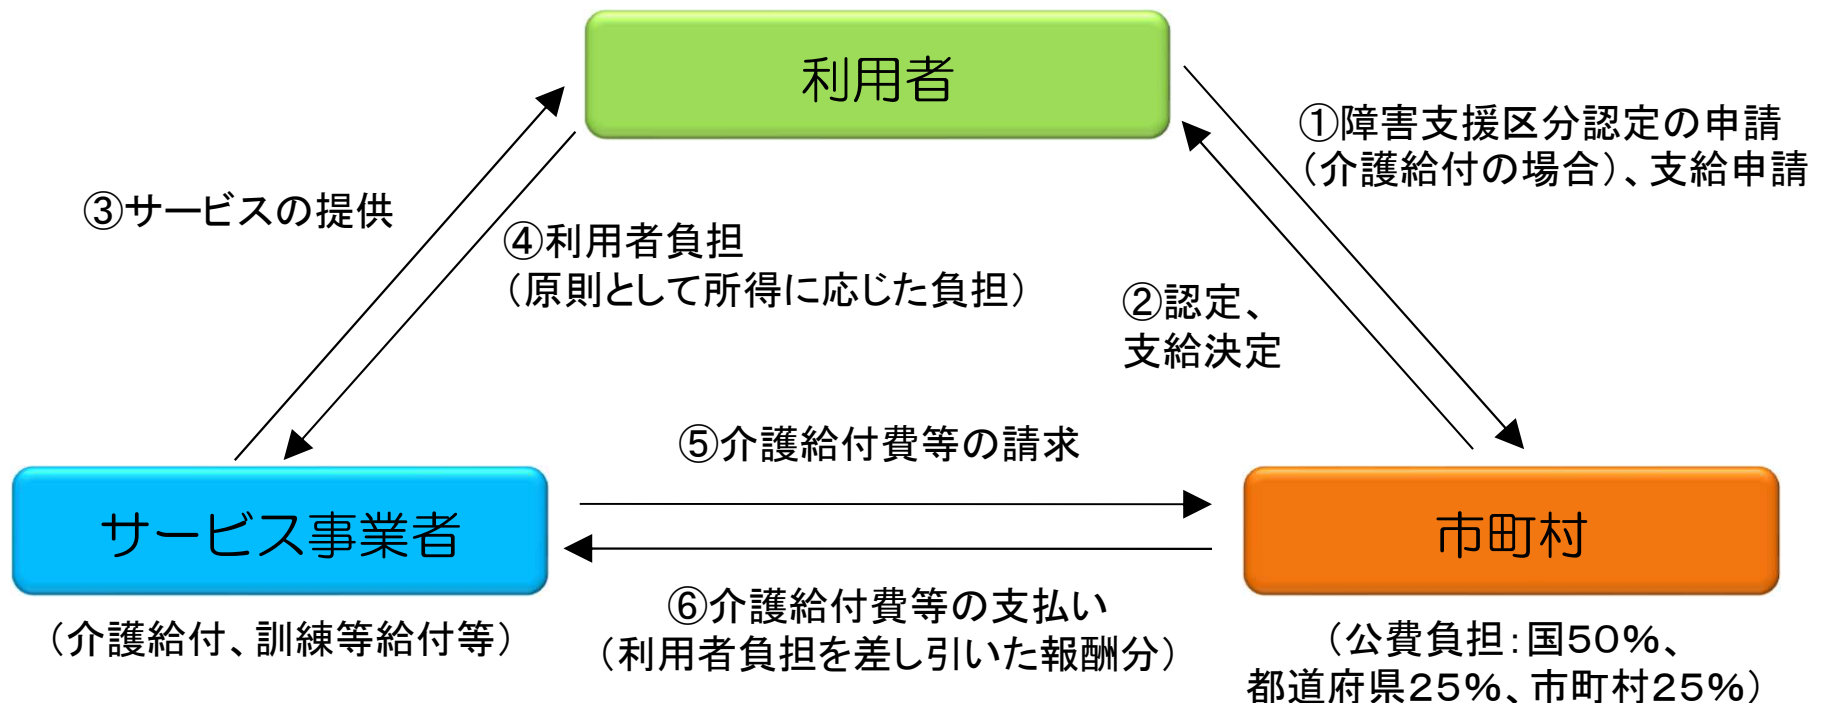 利用者
①障害支援区分認定の申請
（介護給付の場合）、支給申請
③サービスの提供
④利用者負担
（原則として所得に応じた負担）
②認定、
支給決定
⑤介護給付費等の請求
サービス事業者
市町村
⑥介護給付費等の支払い
（利用者負担を差し引いた報酬分）
（介護給付、訓練等給付等）
（公費負担：国50%、
都道府県25%、市町村25%）